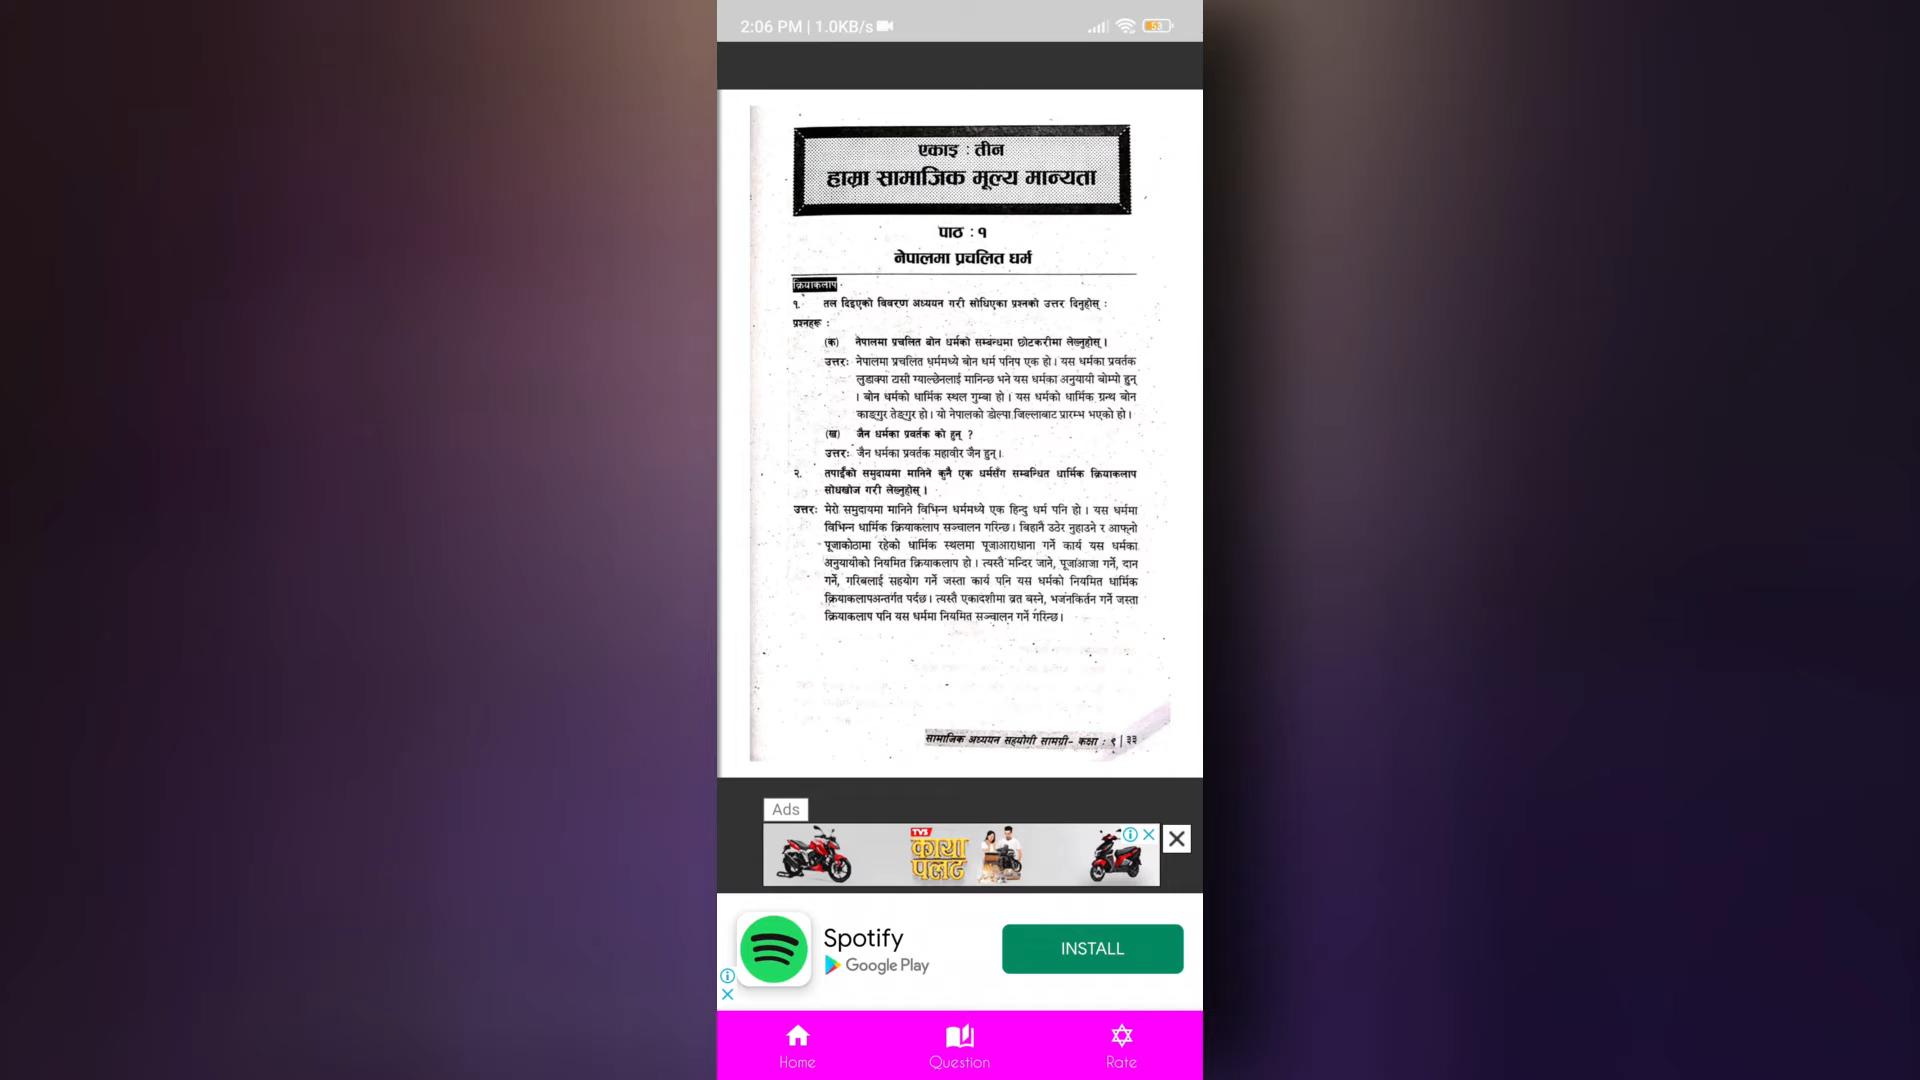 2:06 PM | 1.0KB/s
53
एकाइ : तीन
हाम्रा सामाजिक मूल्य मान्यता
पाठ : १
नेपालमा प्रचलित धर्म
क्रियाकलाप
१. तल दिइएको विवरण अध्ययन गरी सोधिएका प्रश्नको उत्तर दिनुहोस् :
प्रश्नहरू :
(क) नेपालमा प्रचलित बोन धर्मको सम्बन्धमा छोटकरीमा लेख्नुहोस् ।
उत्तरः नेपालमा प्रचलित धर्ममध्ये बोन धर्म पनिप एक हो। यस धर्मका प्रवर्तक
लुडाक्पा टासी ग्याल्छेनलाई मानिन्छ भने यस धर्मका अनुयायी बोम्पो हुन्
। बोन धर्मको धार्मिक स्थल गुम्बा हो । यस धर्मको धार्मिक ग्रन्थ बोन
काङ्गुर तेङ्गुर हो। यो नेपालको डोल्पा जिल्लाबाट प्रारम्भ भएको हो।
(ख) जैन धर्मका प्रवर्तक को हुन् ?
उत्तरः जैन धर्मका प्रवर्तक महावीर जैन हुन्।
२. तपाईंको समुदायमा मानिने कुनै एक धर्मसँग सम्बन्धित धार्मिक क्रियाकलाप
सोधखोज गरी लेख्नुहोस् ।
उत्तरः मेरो समुदायमा मानिने विभिन्न धर्ममध्ये एक हिन्दु धर्म पनि हो । यस धर्ममा
विभिन्न धार्मिक क्रियाकलाप सञ्चालन गरिन्छ। बिहानै उठेर नुहाउने र आफ्नो
पूजाकोठामा रहेको धार्मिक स्थलमा पूजाआराधाना गर्ने कार्य यस धर्मका
अनुयायीको नियमित क्रियाकलाप हो । त्यस्तै मन्दिर जाने, पूजाआजा गर्ने, दान
गर्ने, गरिबलाई सहयोग गर्ने जस्ता कार्य पनि यस धर्मको नियमित धार्मिक
क्रियाकलापअन्तर्गत पर्दछ। त्यस्तै एकादशीमा व्रत बस्ने, भजनकिर्तन गर्ने जस्ता
क्रियाकलाप पनि यस धर्ममा नियमित सञ्चालन गर्ने गरिन्छ।
सामाजिक अध्ययन सहयोगी सामग्री- कक्षा : ९ | ३३
Ads
TVS
काया
पलट
Spotify
Google Play
INSTALL
Home
Question
Rate